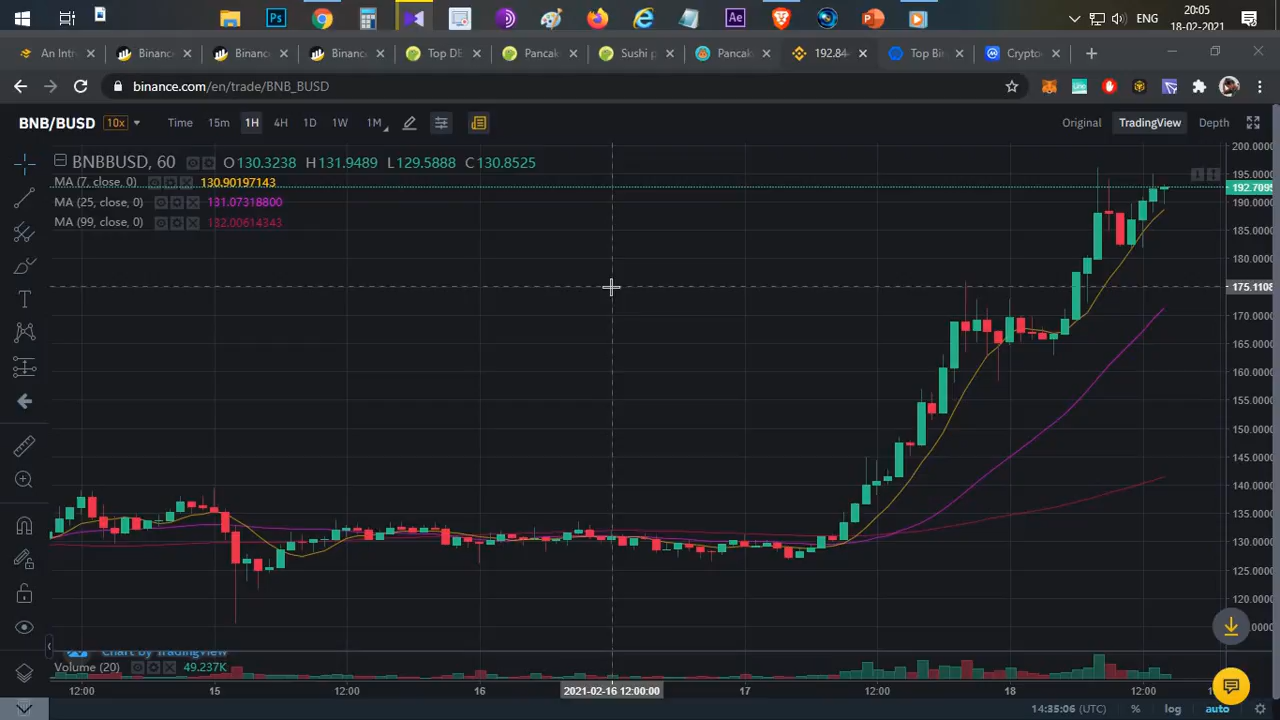 20:05
ENG
18-02-2021
An Intr
Binanc
Binanc
Binanc
Top DE
Pancak
Sushi p
Pancak
192.84
Top Bin
Crypto
binance.com/en/trade/BNB_BUSD
BNB/BUSD 10x Time 15m 1H 4H 1D 1W 1M Original TradingView Depth
BNBBUSD, 60 O130.3238 H131.9489 L129.5888 C130.8525
MA (7, close, 0) 130.90197143
MA (25, close, 0) 131.07318800
MA (99, close, 0) 132.00614343
200.0000
195.0000
192.7095
190.0000
185.0000
180.0000
175.1108
170.0000
165.0000
160.0000
155.0000
150.0000
145.0000
140.0000
135.0000
130.0000
125.0000
120.0000
Chart by TradingView
Volume (20) 49.237K
12:00 15 12:00 16 2021-02-16 12:00:00 17 12:00 18 12:00
14:35:06 (UTC) % log auto